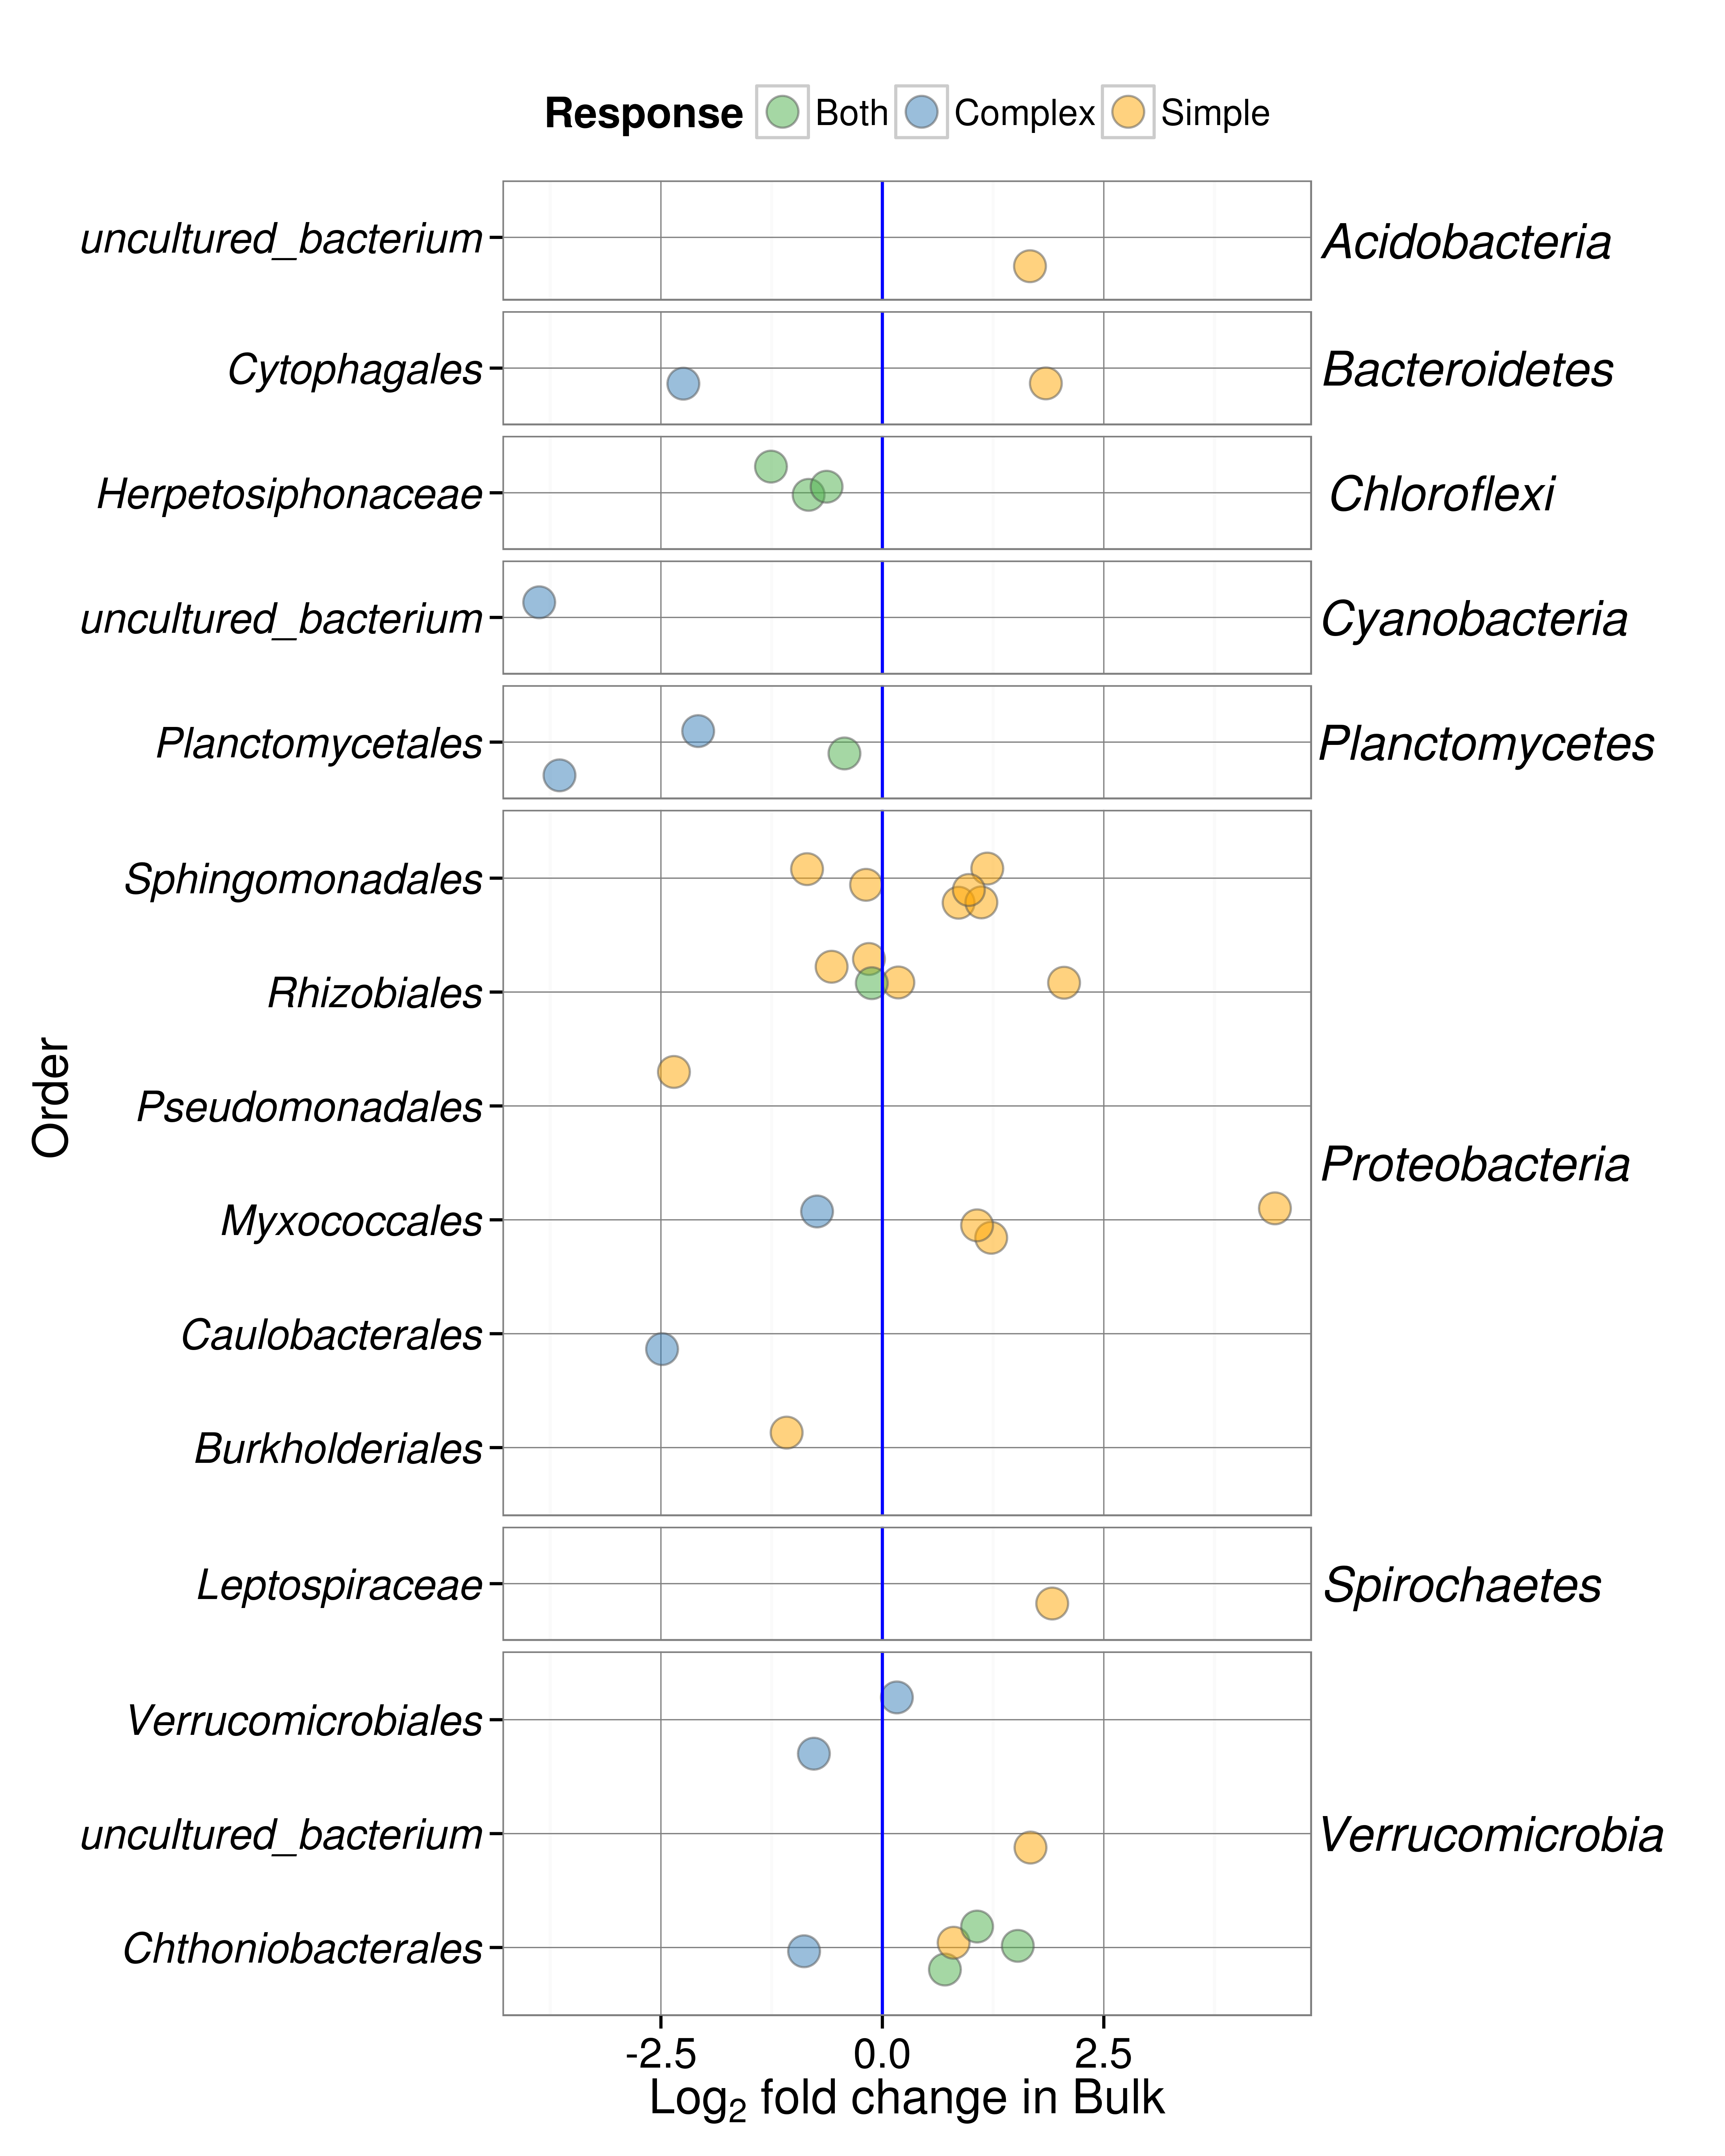 Response Both Complex Simple
uncultured_bacterium Acidobacteria
Cytophagales Bacteroidetes
Herpetosiphonaceae Chloroflexi
uncultured_bacterium Cyanobacteria
Planctomycetales Planctomycetes
Sphingomonadales
Rhizobiales
Pseudomonadales
Myxococcales
Caulobacterales
Burkholderiales
Proteobacteria
Order
Leptospiraceae Spirochaetes
Verrucomicrobiales
uncultured_bacterium Verrucomicrobia
Chthoniobacterales
-2.5 0.0 2.5
Log₂ fold change in Bulk